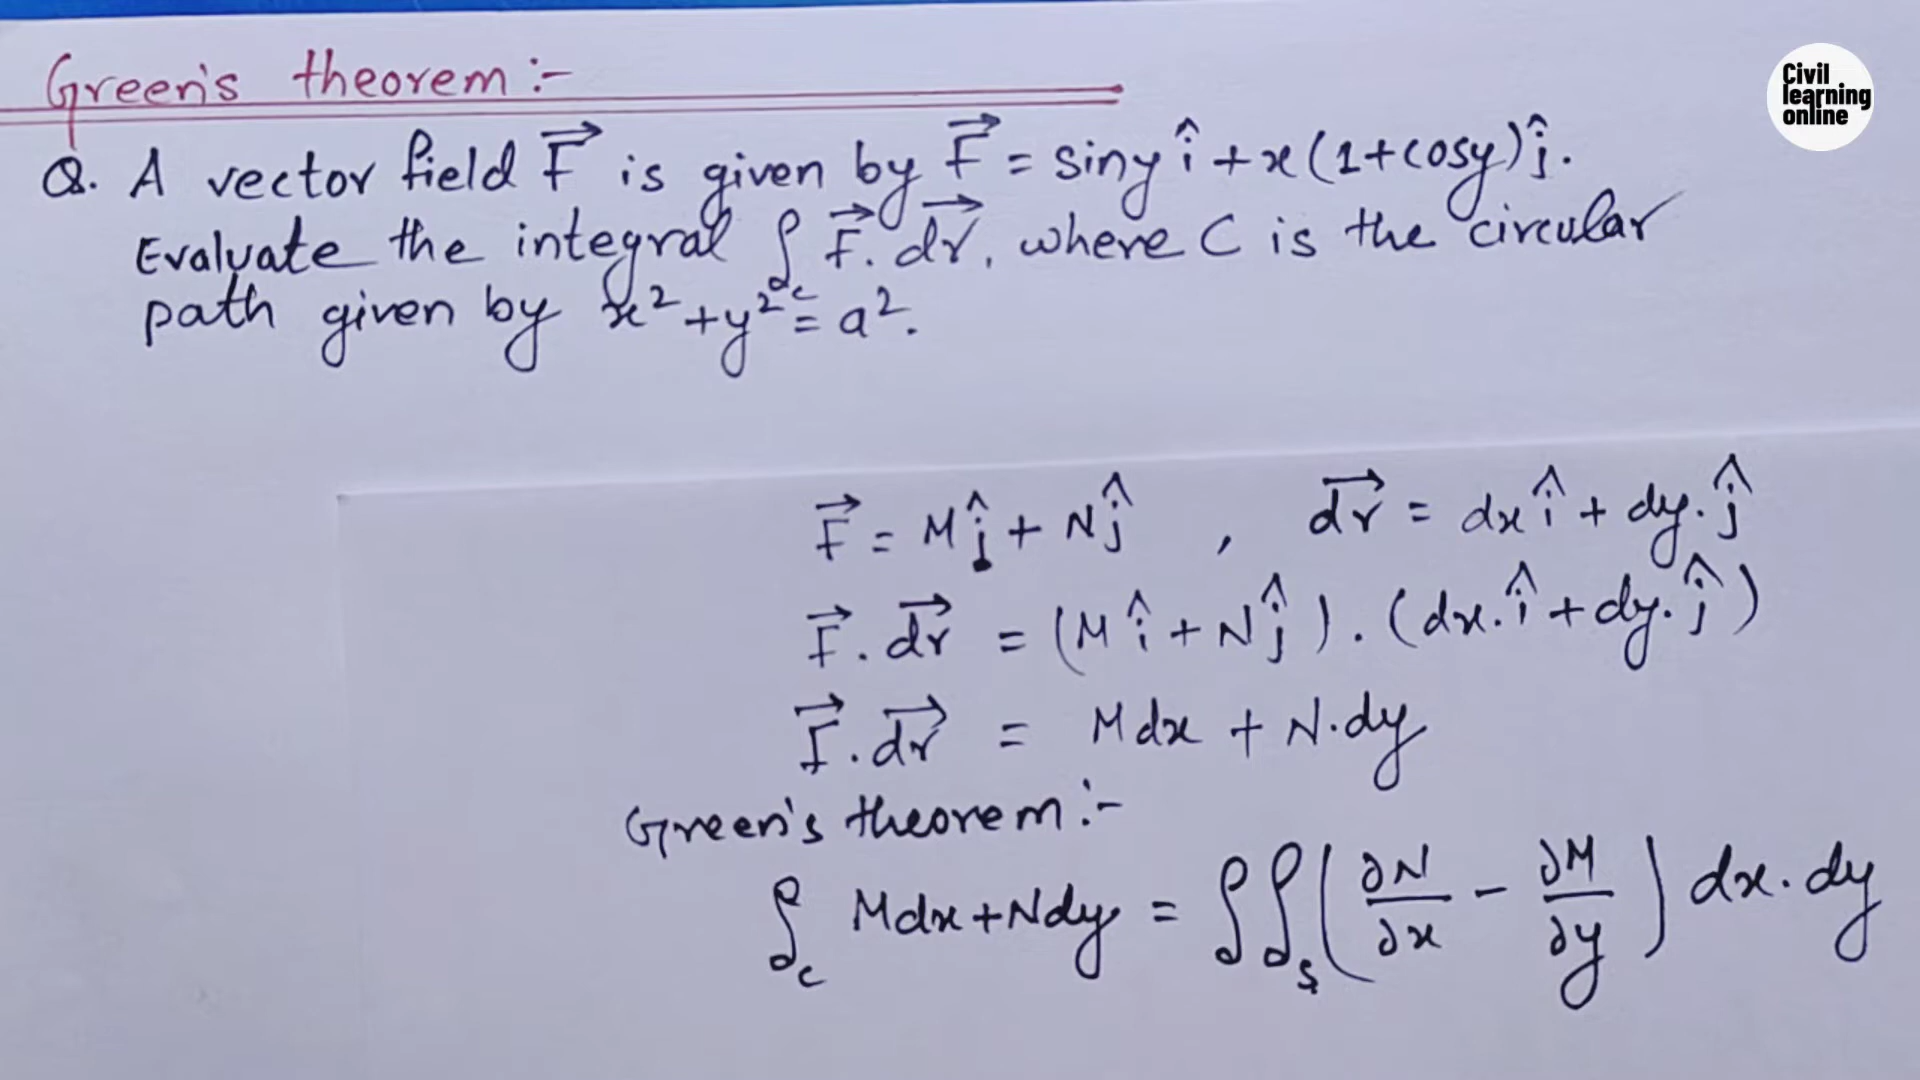 Green's theorem :-
Civil
learning
online
Q. A vector field F⃗ is given by F⃗ = siny î + x(1+cosy)ĵ.
Evaluate the integral ∫c F⃗. dr⃗, where C is the circular
path given by x² + y² = a².
F⃗ = M ĵ + N ĵ , dr⃗ = dx î + dy. ĵ
F⃗. dr⃗ = (M î + N ĵ). (dx. î + dy. ĵ)
F⃗. dr⃗ = Mdx + N.dy
Green's theorem :-
∫c Mdx+Ndy = ∫∫s (∂N/∂x - ∂M/∂y) dx. dy